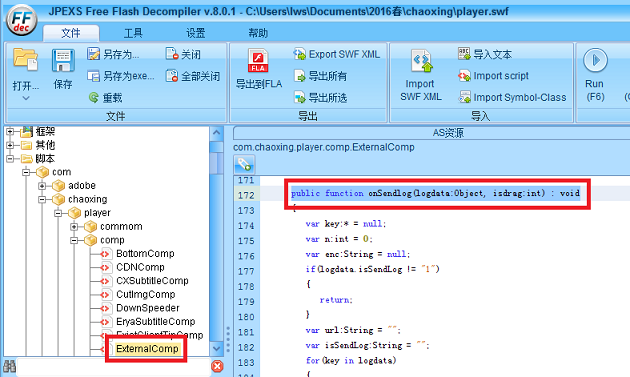 FF
dec
JPEXS Free Flash Decompiler v.8.0.1 - C:\Users\lws\Documents\2016春\chaoxing\player.swf
文件 工具 设置 帮助
打开...
保存
另存为...
另存为exe...
重载
关闭
全部关闭
文件
FLA
导出到FLA
Export SWF XML
导出所有
导出所选
导出
Import
SWF XML
导入文本
Import script
Import Symbol-Class
导入
Run
(F6)
框架
其他
脚本
com
adobe
chaoxing
player
commom
comp
BottomComp
CDNComp
CXSubtitleComp
CutImgComp
DownSpeeder
EryaSubtitleComp
ExistClientTipComp
ExternalComp
AS资源
com.chaoxing.player.comp.ExternalComp
171
172 public function onSendLog(logdata:Object, isdrag:int) : void
173 {
174 var key:* = null;
175 var n:int = 0;
176 var enc:String = null;
177 if(logdata.isSendLog != "1")
178 {
179 return;
180 }
181 var url:String = "";
182 var isSendLog:String = "";
183 for(key in logdata)
184 {